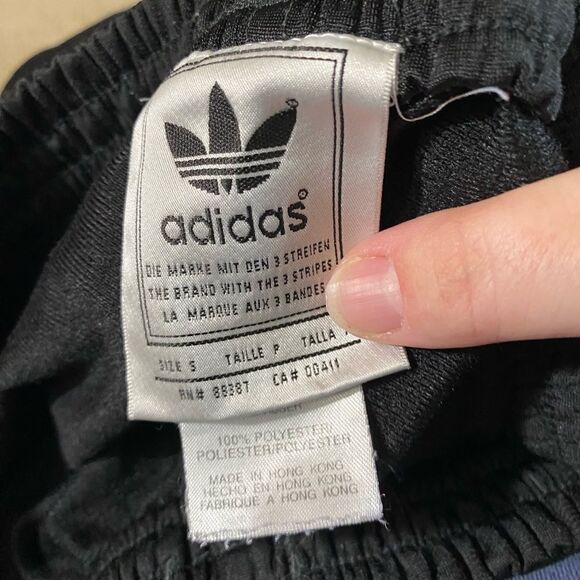 adidas®
DIE MARKE MIT DEN 3 STREIFEN
THE BRAND WITH THE 3 STRIPES
LA MARQUE AUX 3 BANDES
SIZE S TAILLE P TALLA
RN# 88387 CA# 00A11
100% POLYESTER/
POLIESTER/POLYESTER
MADE IN HONG KONG
HECHO EN HONG KONG
FABRIQUE A HONG KONG